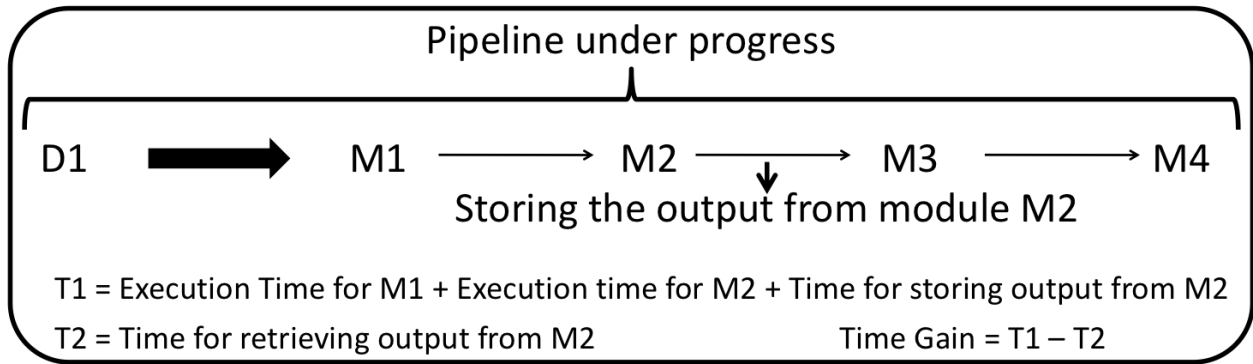 Pipeline under progress
D1 M1 M2 M3 M4
Storing the output from module M2
T1 = Execution Time for M1 + Execution time for M2 + Time for storing output from M2
T2 = Time for retrieving output from M2 Time Gain = T1 – T2